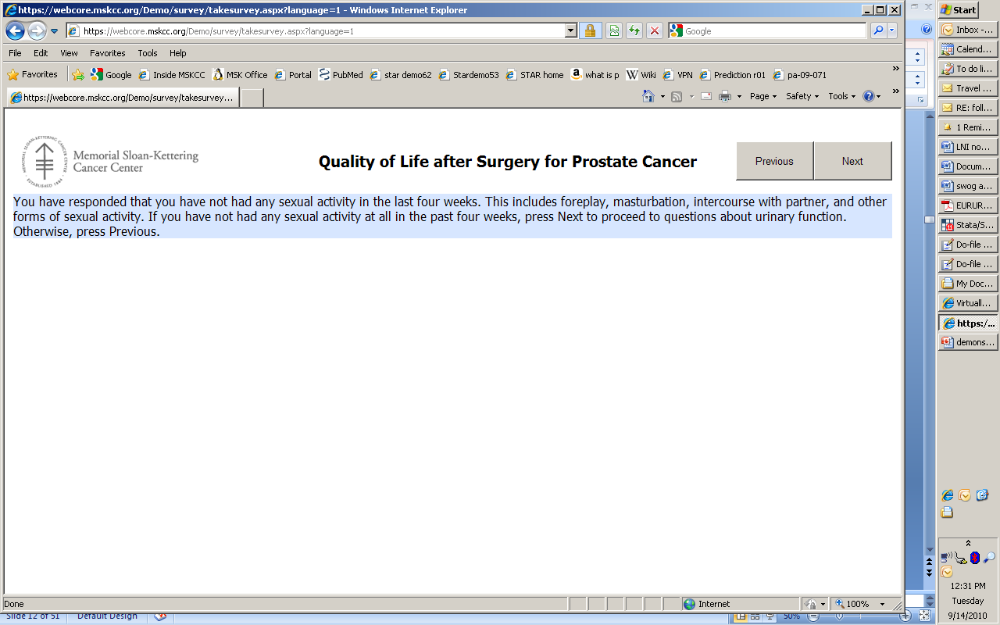 https://webcore.mskcc.org/Demo/survey/takesurvey.aspx?language=1 - Windows Internet Explorer
https://webcore.mskcc.org/Demo/survey/takesurvey.aspx?language=1
Google
File Edit View Favorites Tools Help
Favorites Google Inside MSKCC MSK Office Portal PubMed star demo62 Stardemo53 STAR home what is p Wiki VPN Prediction r01 pa-09-071 »
https://webcore.mskcc.org/Demo/survey/takesurvey... Page Safety Tools »
Memorial Sloan-Kettering
Cancer Center
Quality of Life after Surgery for Prostate Cancer
Previous Next
You have responded that you have not had any sexual activity in the last four weeks. This includes foreplay, masturbation, intercourse with partner, and other
forms of sexual activity. If you have not had any sexual activity at all in the past four weeks, press Next to proceed to questions about urinary function.
Otherwise, press Previous.
Done Internet 100%
Slide 12 of 51 Default Design 50%
Start
Inbox -...
Calend...
To do li...
Travel ...
RE: foll...
1 Remi...
LNI no...
Docum...
swog a...
EURUR...
Stata/S...
Do-file ...
Do-file ...
My Doc...
Virtuall...
https:/...
demons...
12:31 PM
Tuesday
9/14/2010